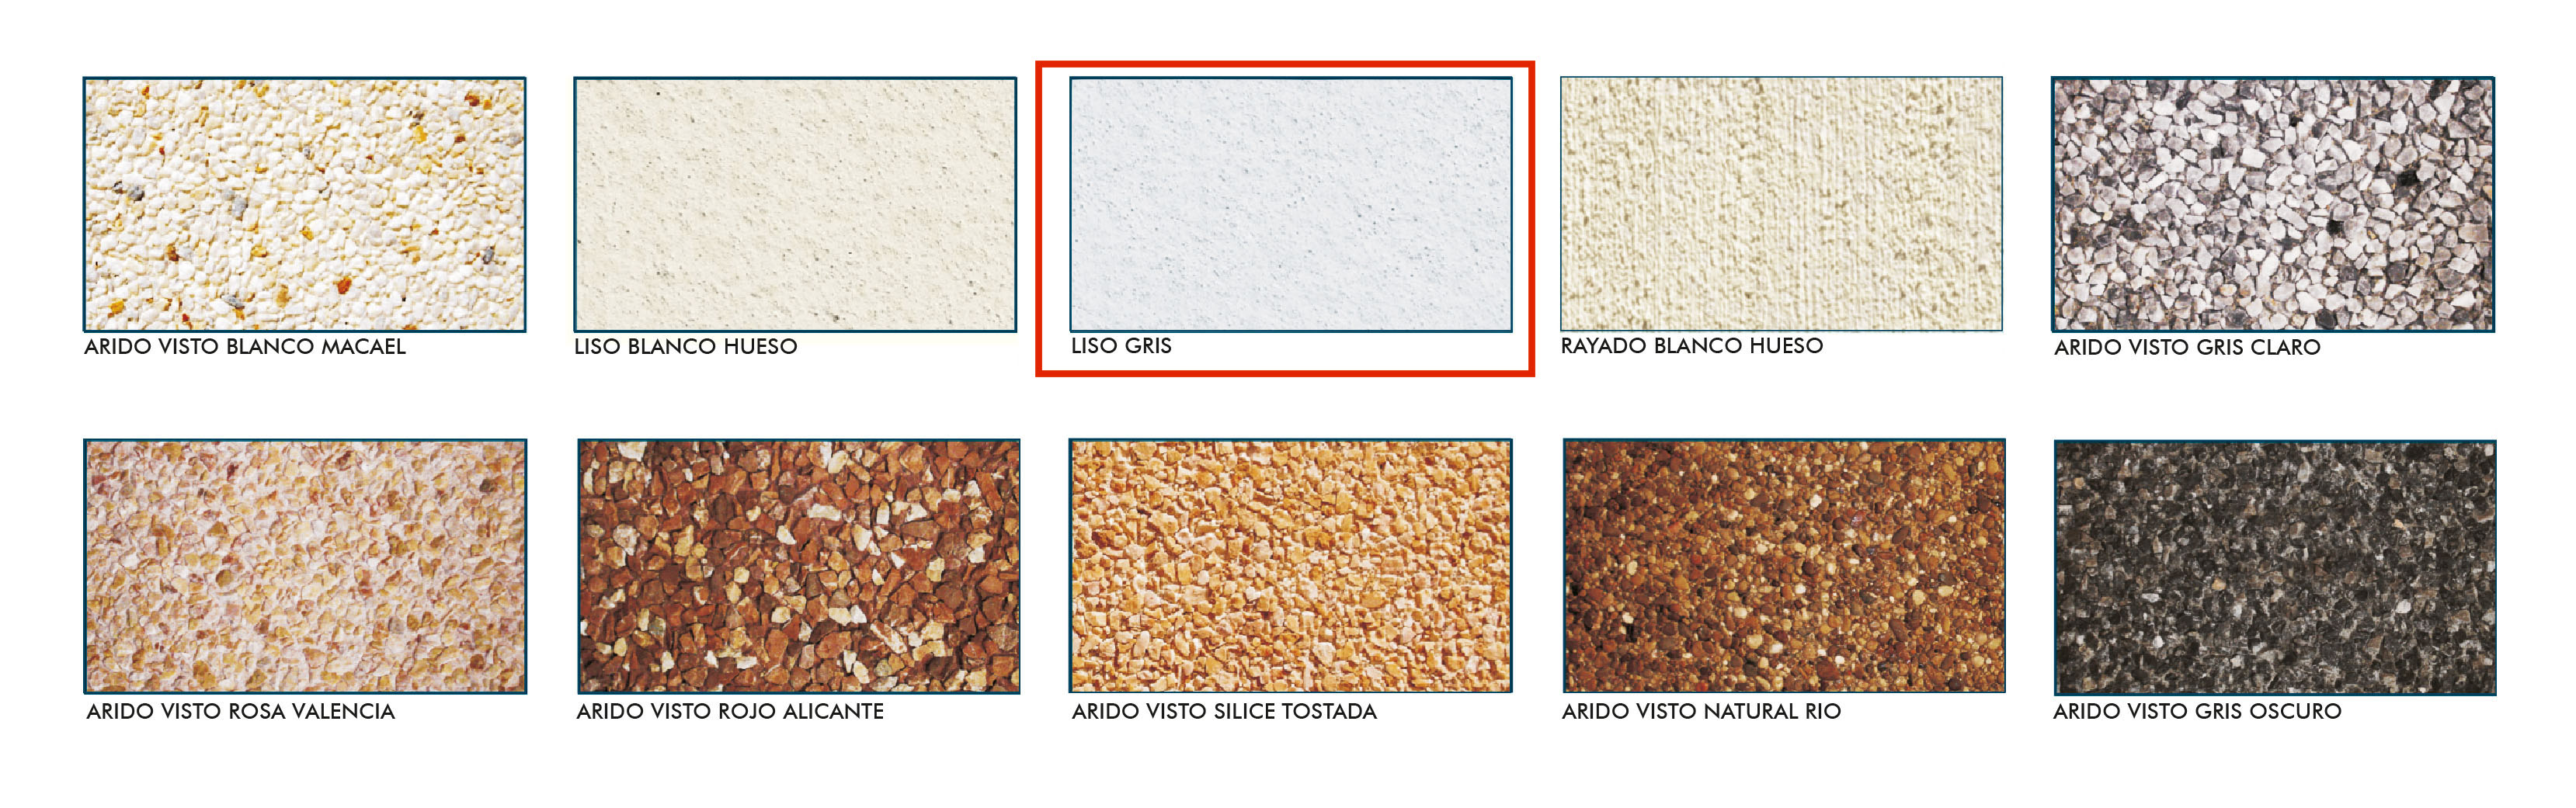 ARIDO VISTO BLANCO MACAEL
LISO BLANCO HUESO
LISO GRIS
RAYADO BLANCO HUESO
ARIDO VISTO GRIS CLARO
ARIDO VISTO ROSA VALENCIA
ARIDO VISTO ROJO ALICANTE
ARIDO VISTO SILICE TOSTADA
ARIDO VISTO NATURAL RIO
ARIDO VISTO GRIS OSCURO